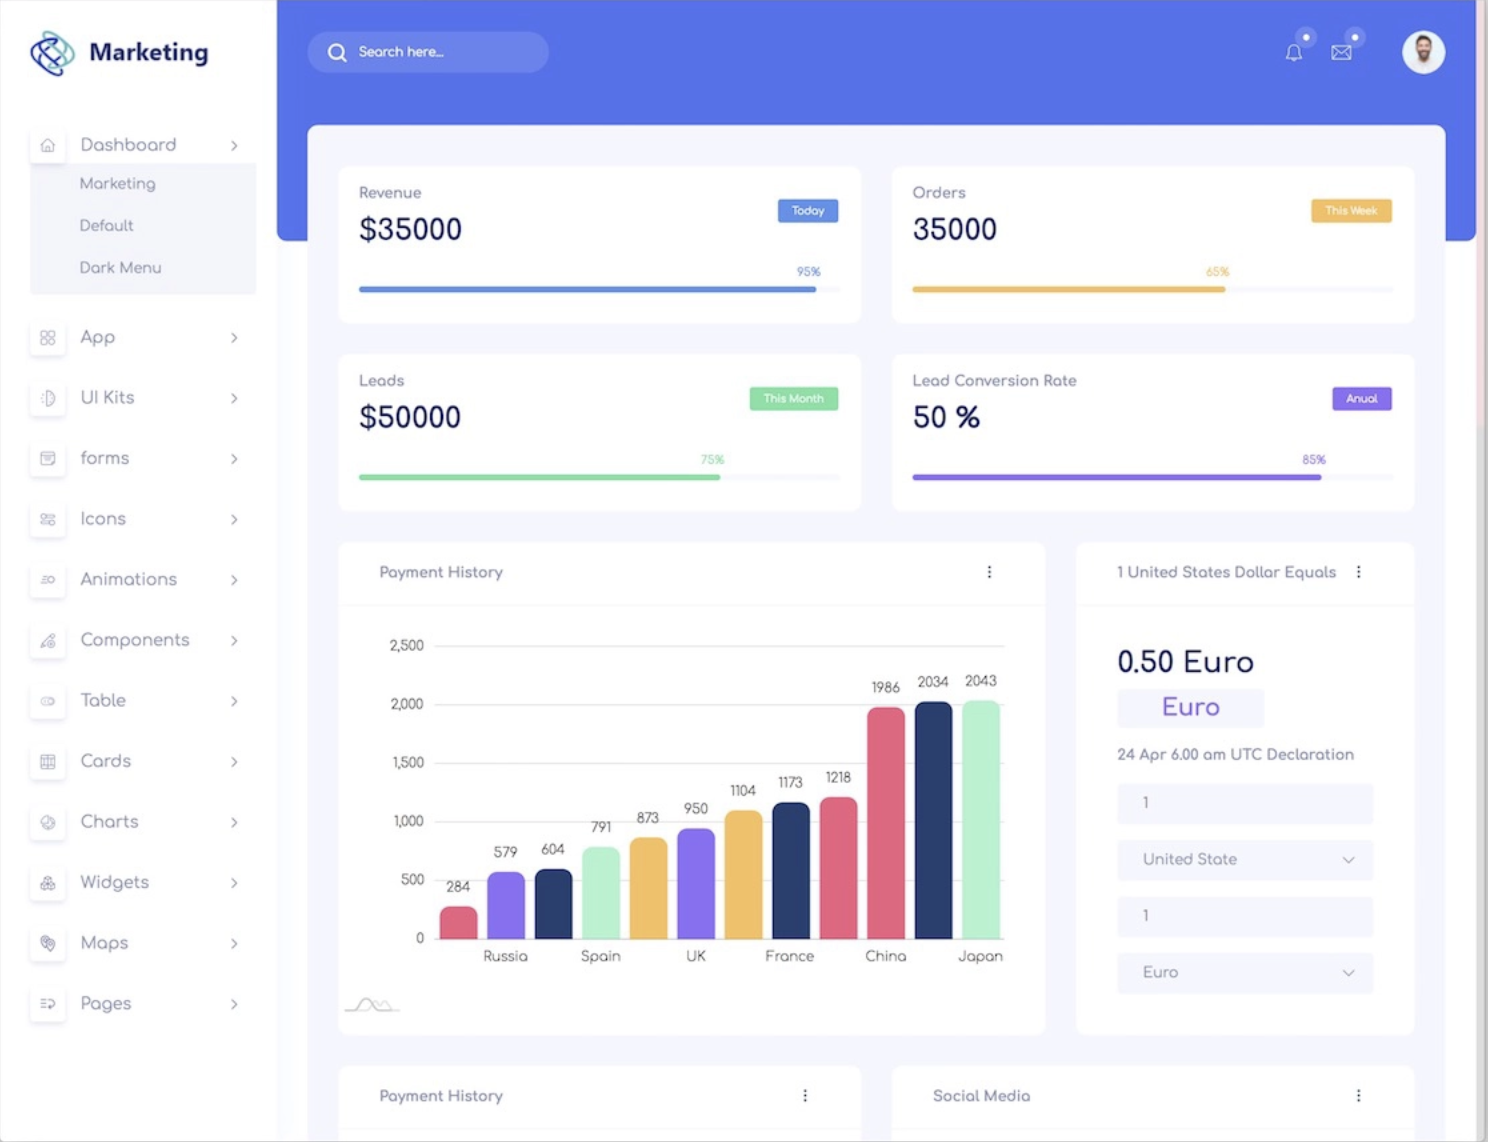 Marketing
Search here...
Dashboard
Marketing
Default
Dark Menu
App
UI Kits
forms
Icons
Animations
Components
Table
Cards
Charts
Widgets
Maps
Pages
Revenue
$35000
Today
95%
Orders
35000
This Week
65%
Leads
$50000
This Month
75%
Lead Conversion Rate
50 %
Anual
85%
Payment History
2,500
2,000
1,500
1,000
500
0
284
579
604
791
873
950
1104
1173
1218
1986
2034
2043
Russia
Spain
UK
France
China
Japan
1 United States Dollar Equals
0.50 Euro
Euro
24 Apr 6.00 am UTC Declaration
1
United State
1
Euro
Payment History
Social Media